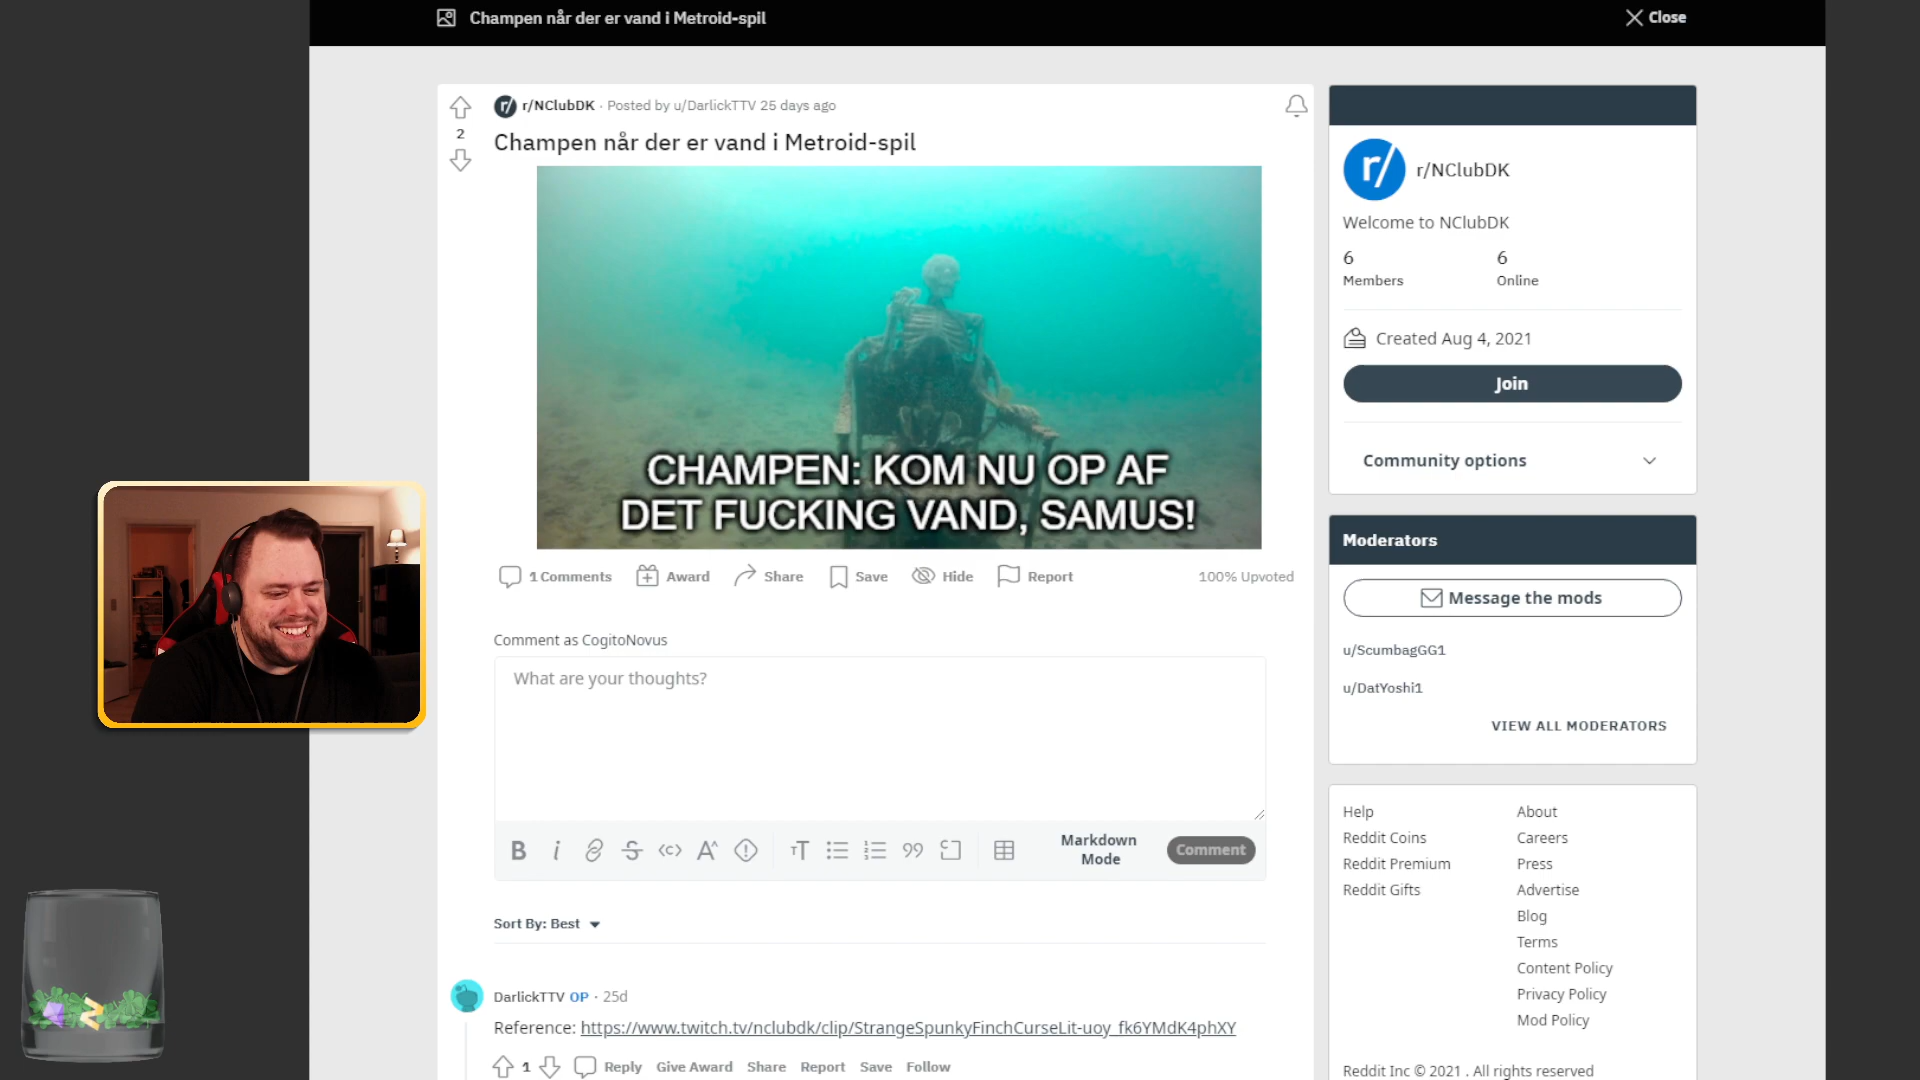 Champen når der er vand i Metroid-spil
Close
r/NClubDK · Posted by u/DarlickTTV 25 days ago
2
Champen når der er vand i Metroid-spil
CHAMPEN: KOM NU OP AF
DET FUCKING VAND, SAMUS!
1 Comments
Award
Share
Save
Hide
Report
100% Upvoted
Comment as CogitoNovus
What are your thoughts?
Markdown
Mode
Comment
Sort By: Best
DarlickTTV OP · 25d
Reference: https://www.twitch.tv/nclubdk/clip/StrangeSpunkyFinchCurseLit-uoy_fk6YMdK4phXY
1
Reply
Give Award
Share
Report
Save
Follow
r/
r/NClubDK
Welcome to NClubDK
6
Members
6
Online
Created Aug 4, 2021
Join
Community options
Moderators
Message the mods
u/ScumbagGG1
u/DatYoshi1
VIEW ALL MODERATORS
Help
Reddit Coins
Reddit Premium
Reddit Gifts
About
Careers
Press
Advertise
Blog
Terms
Content Policy
Privacy Policy
Mod Policy
Reddit Inc © 2021 . All rights reserved